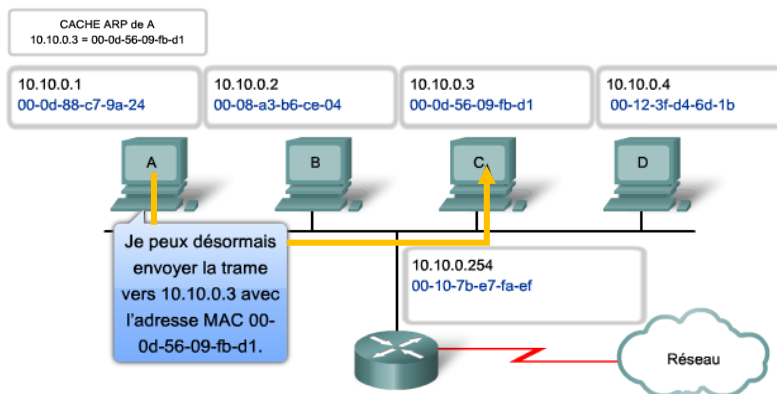 CACHE ARP de A
10.10.0.3 = 00-0d-56-09-fb-d1
10.10.0.1
00-0d-88-c7-9a-24
10.10.0.2
00-08-a3-b6-ce-04
10.10.0.3
00-0d-56-09-fb-d1
10.10.0.4
00-12-3f-d4-6d-1b
A
B
C
D
Je peux désormais
envoyer la trame
vers 10.10.0.3 avec
l'adresse MAC 00-
0d-56-09-fb-d1.
10.10.0.254
00-10-7b-e7-fa-ef
Réseau